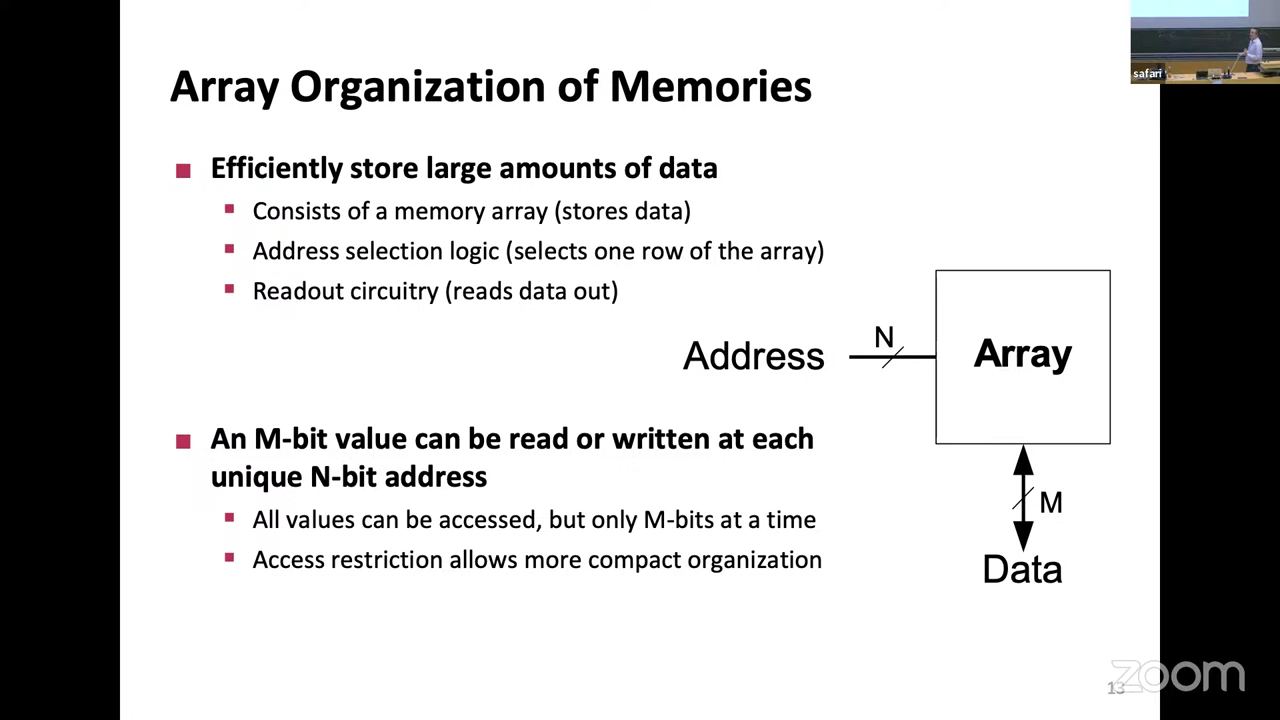 Array Organization of Memories
Efficiently store large amounts of data
Consists of a memory array (stores data)
Address selection logic (selects one row of the array)
Readout circuitry (reads data out)
Address
N
Array
An M-bit value can be read or written at each
unique N-bit address
All values can be accessed, but only M-bits at a time
Access restriction allows more compact organization
M
Data
safari
13
zoom